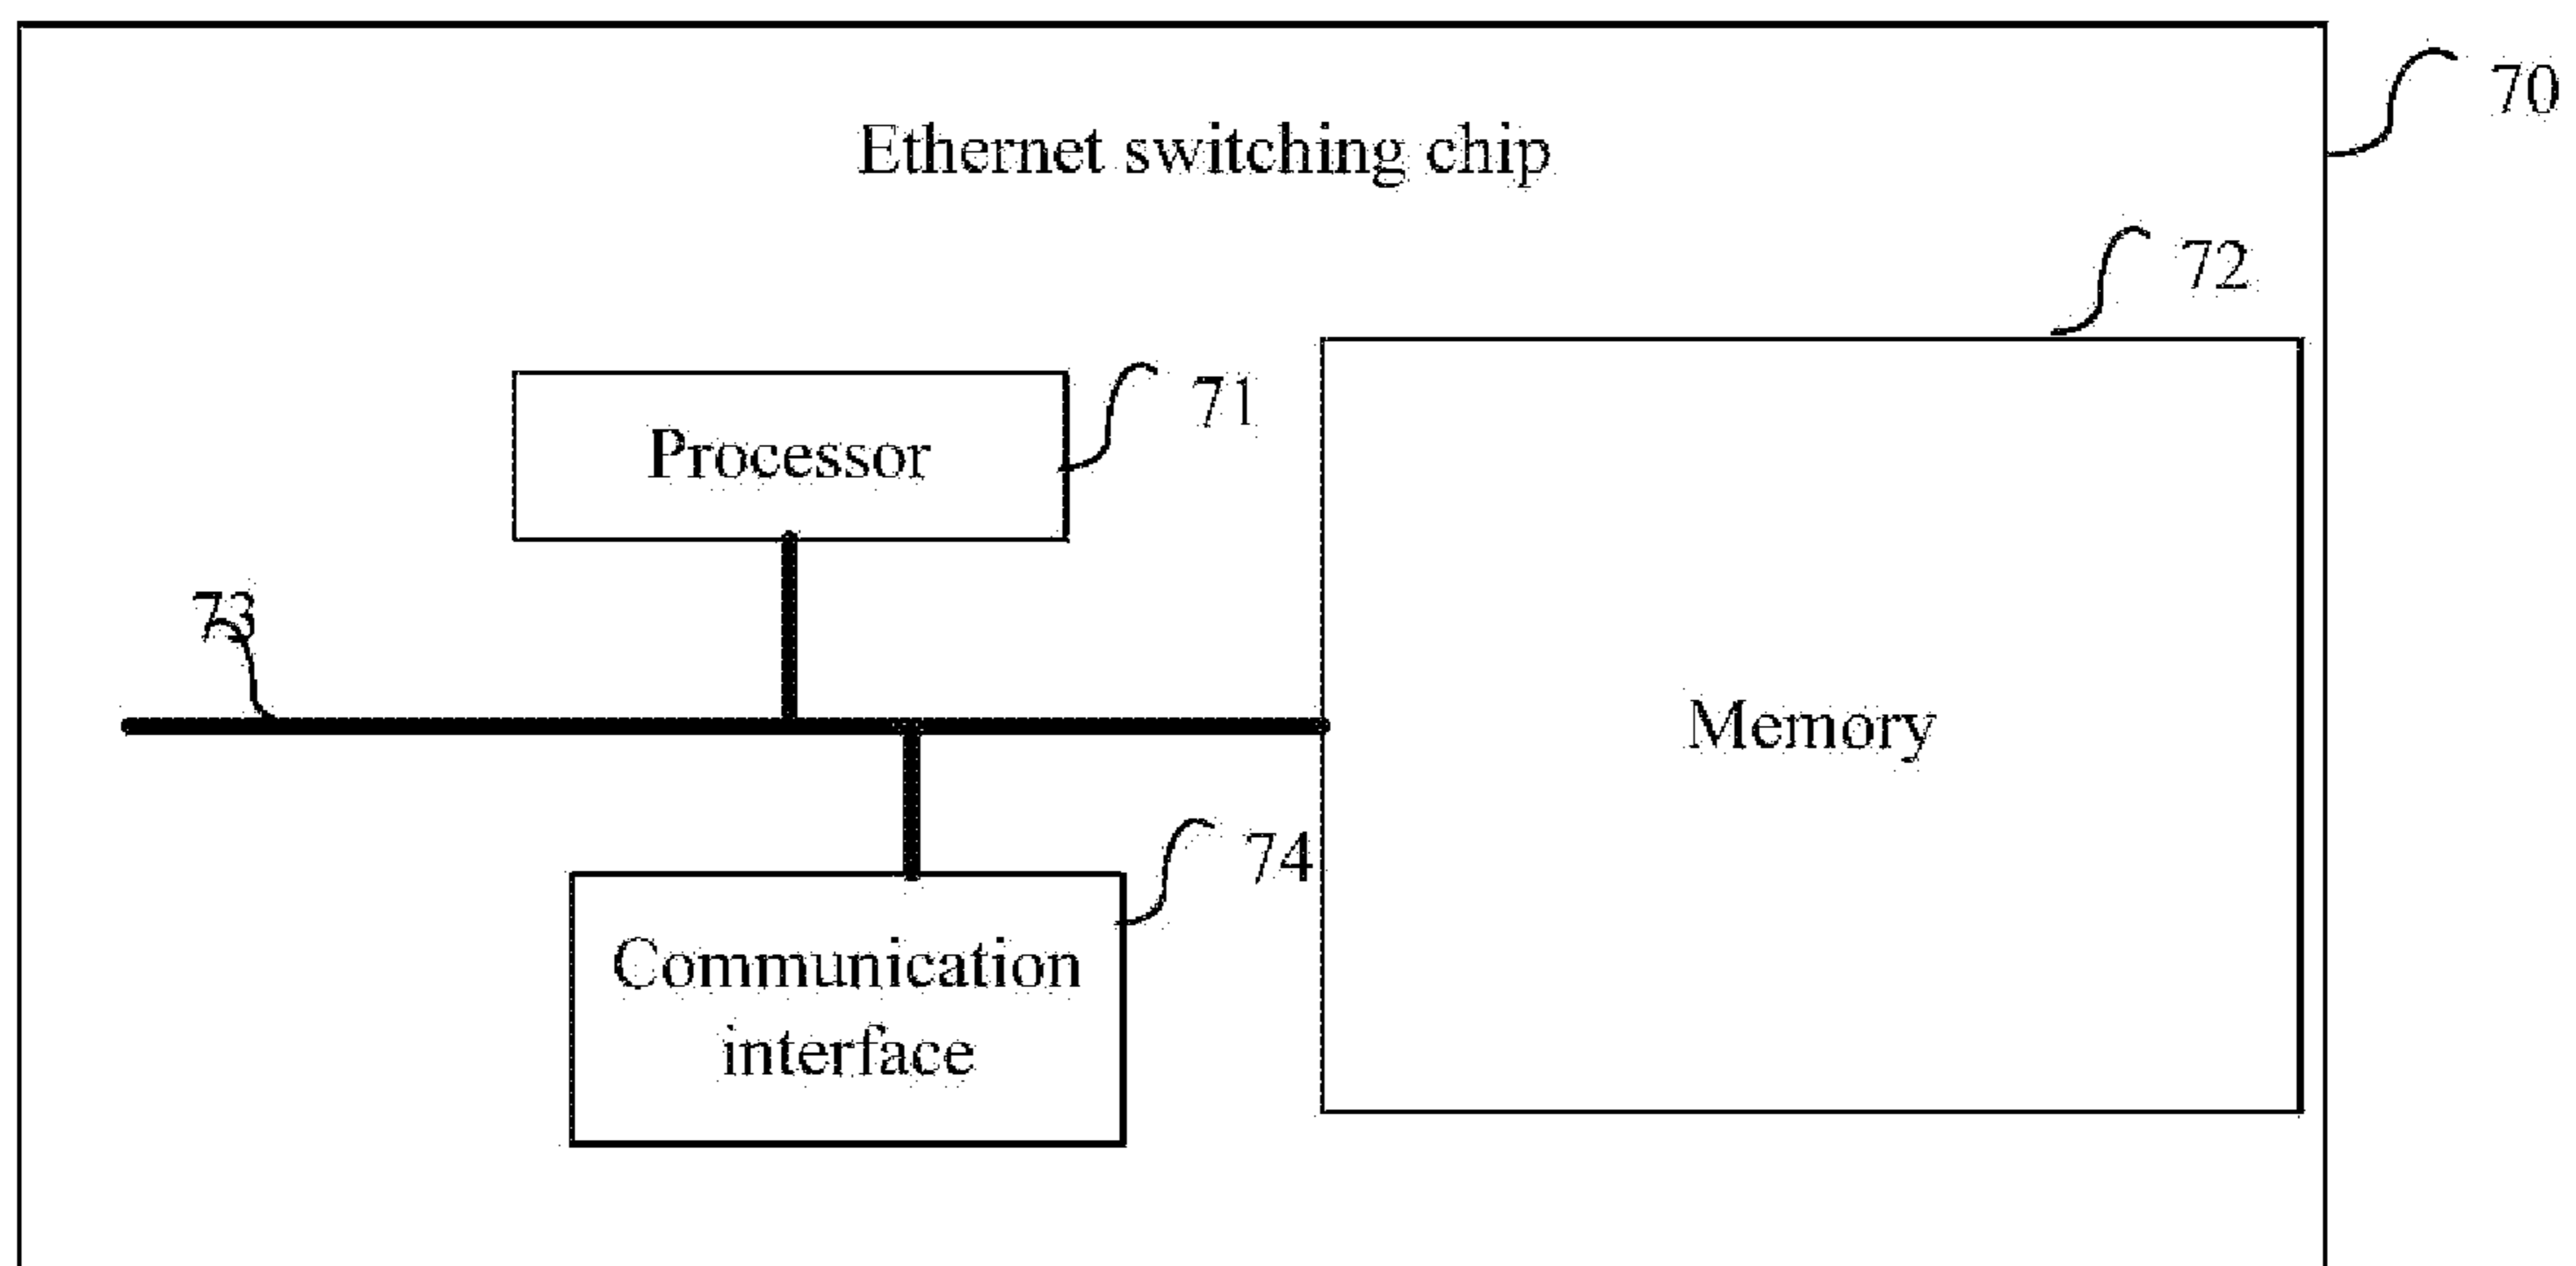 70
Ethernet switching chip
72
71
Processor
73
Memory
74
Communication
interface